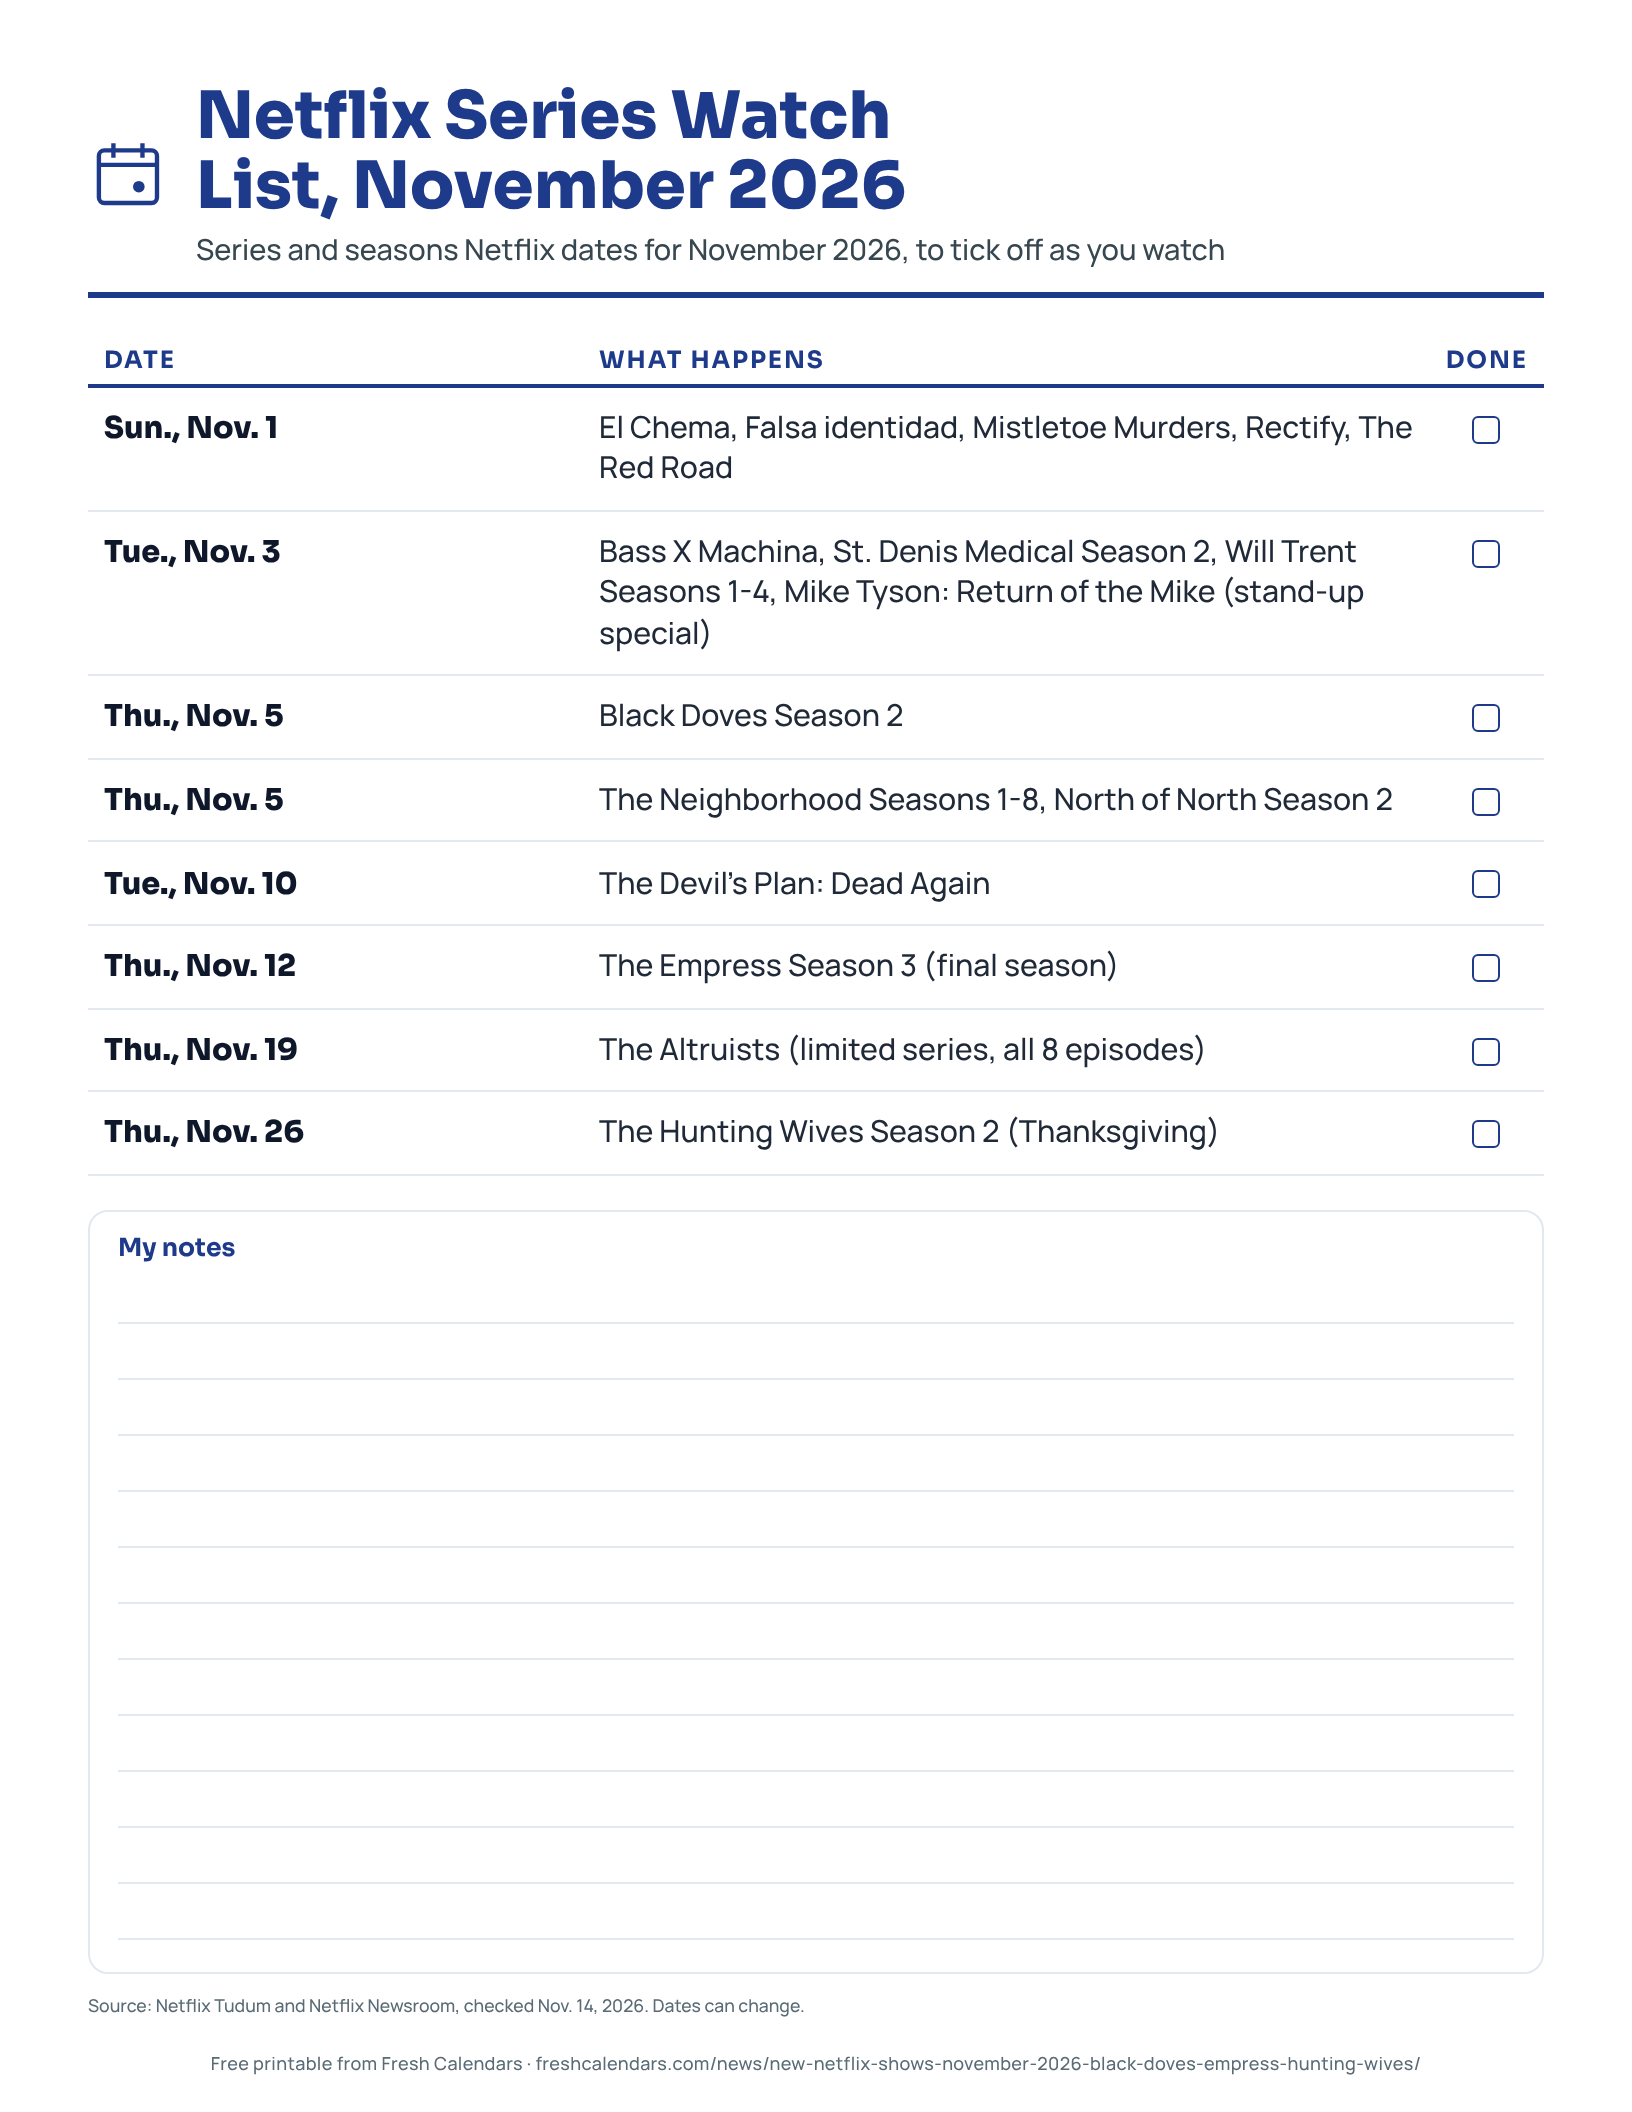 Netflix Series Watch
List, November 2026
Series and seasons Netflix dates for November 2026, to tick off as you watch
DATE WHAT HAPPENS DONE
Sun., Nov. 1 El Chema, Falsa identidad, Mistletoe Murders, Rectify, The
Red Road
Tue., Nov. 3 Bass X Machina, St. Denis Medical Season 2, Will Trent
Seasons 1-4, Mike Tyson: Return of the Mike (stand-up
special)
Thu., Nov. 5 Black Doves Season 2
Thu., Nov. 5 The Neighborhood Seasons 1-8, North of North Season 2
Tue., Nov. 10 The Devil's Plan: Dead Again
Thu., Nov. 12 The Empress Season 3 (final season)
Thu., Nov. 19 The Altruists (limited series, all 8 episodes)
Thu., Nov. 26 The Hunting Wives Season 2 (Thanksgiving)
My notes
Source: Netflix Tudum and Netflix Newsroom, checked Nov. 14, 2026. Dates can change.
Free printable from Fresh Calendars · freshcalendars.com/news/new-netflix-shows-november-2026-black-doves-empress-hunting-wives/